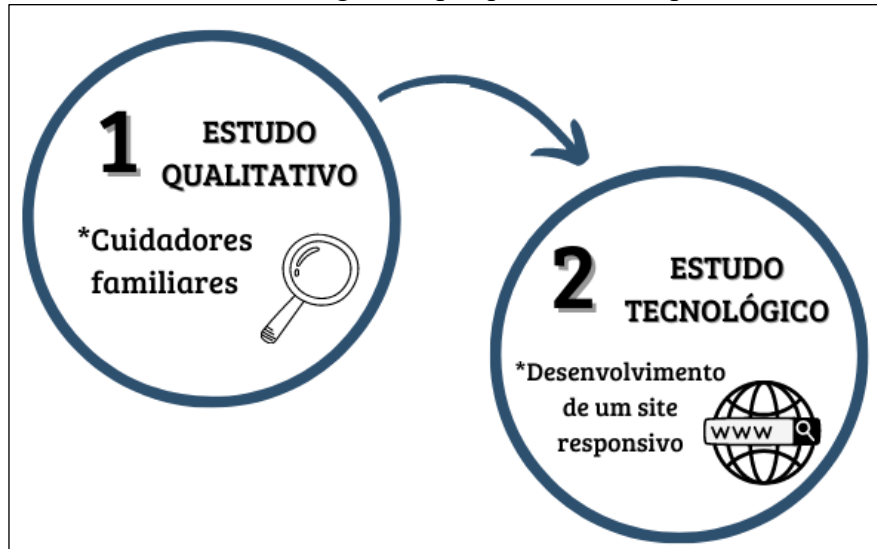 1
ESTUDO
QUALITATIVO
*Cuidadores
familiares
2
ESTUDO
TECNOLÓGICO
*Desenvolvimento
de um site
responsivo
www